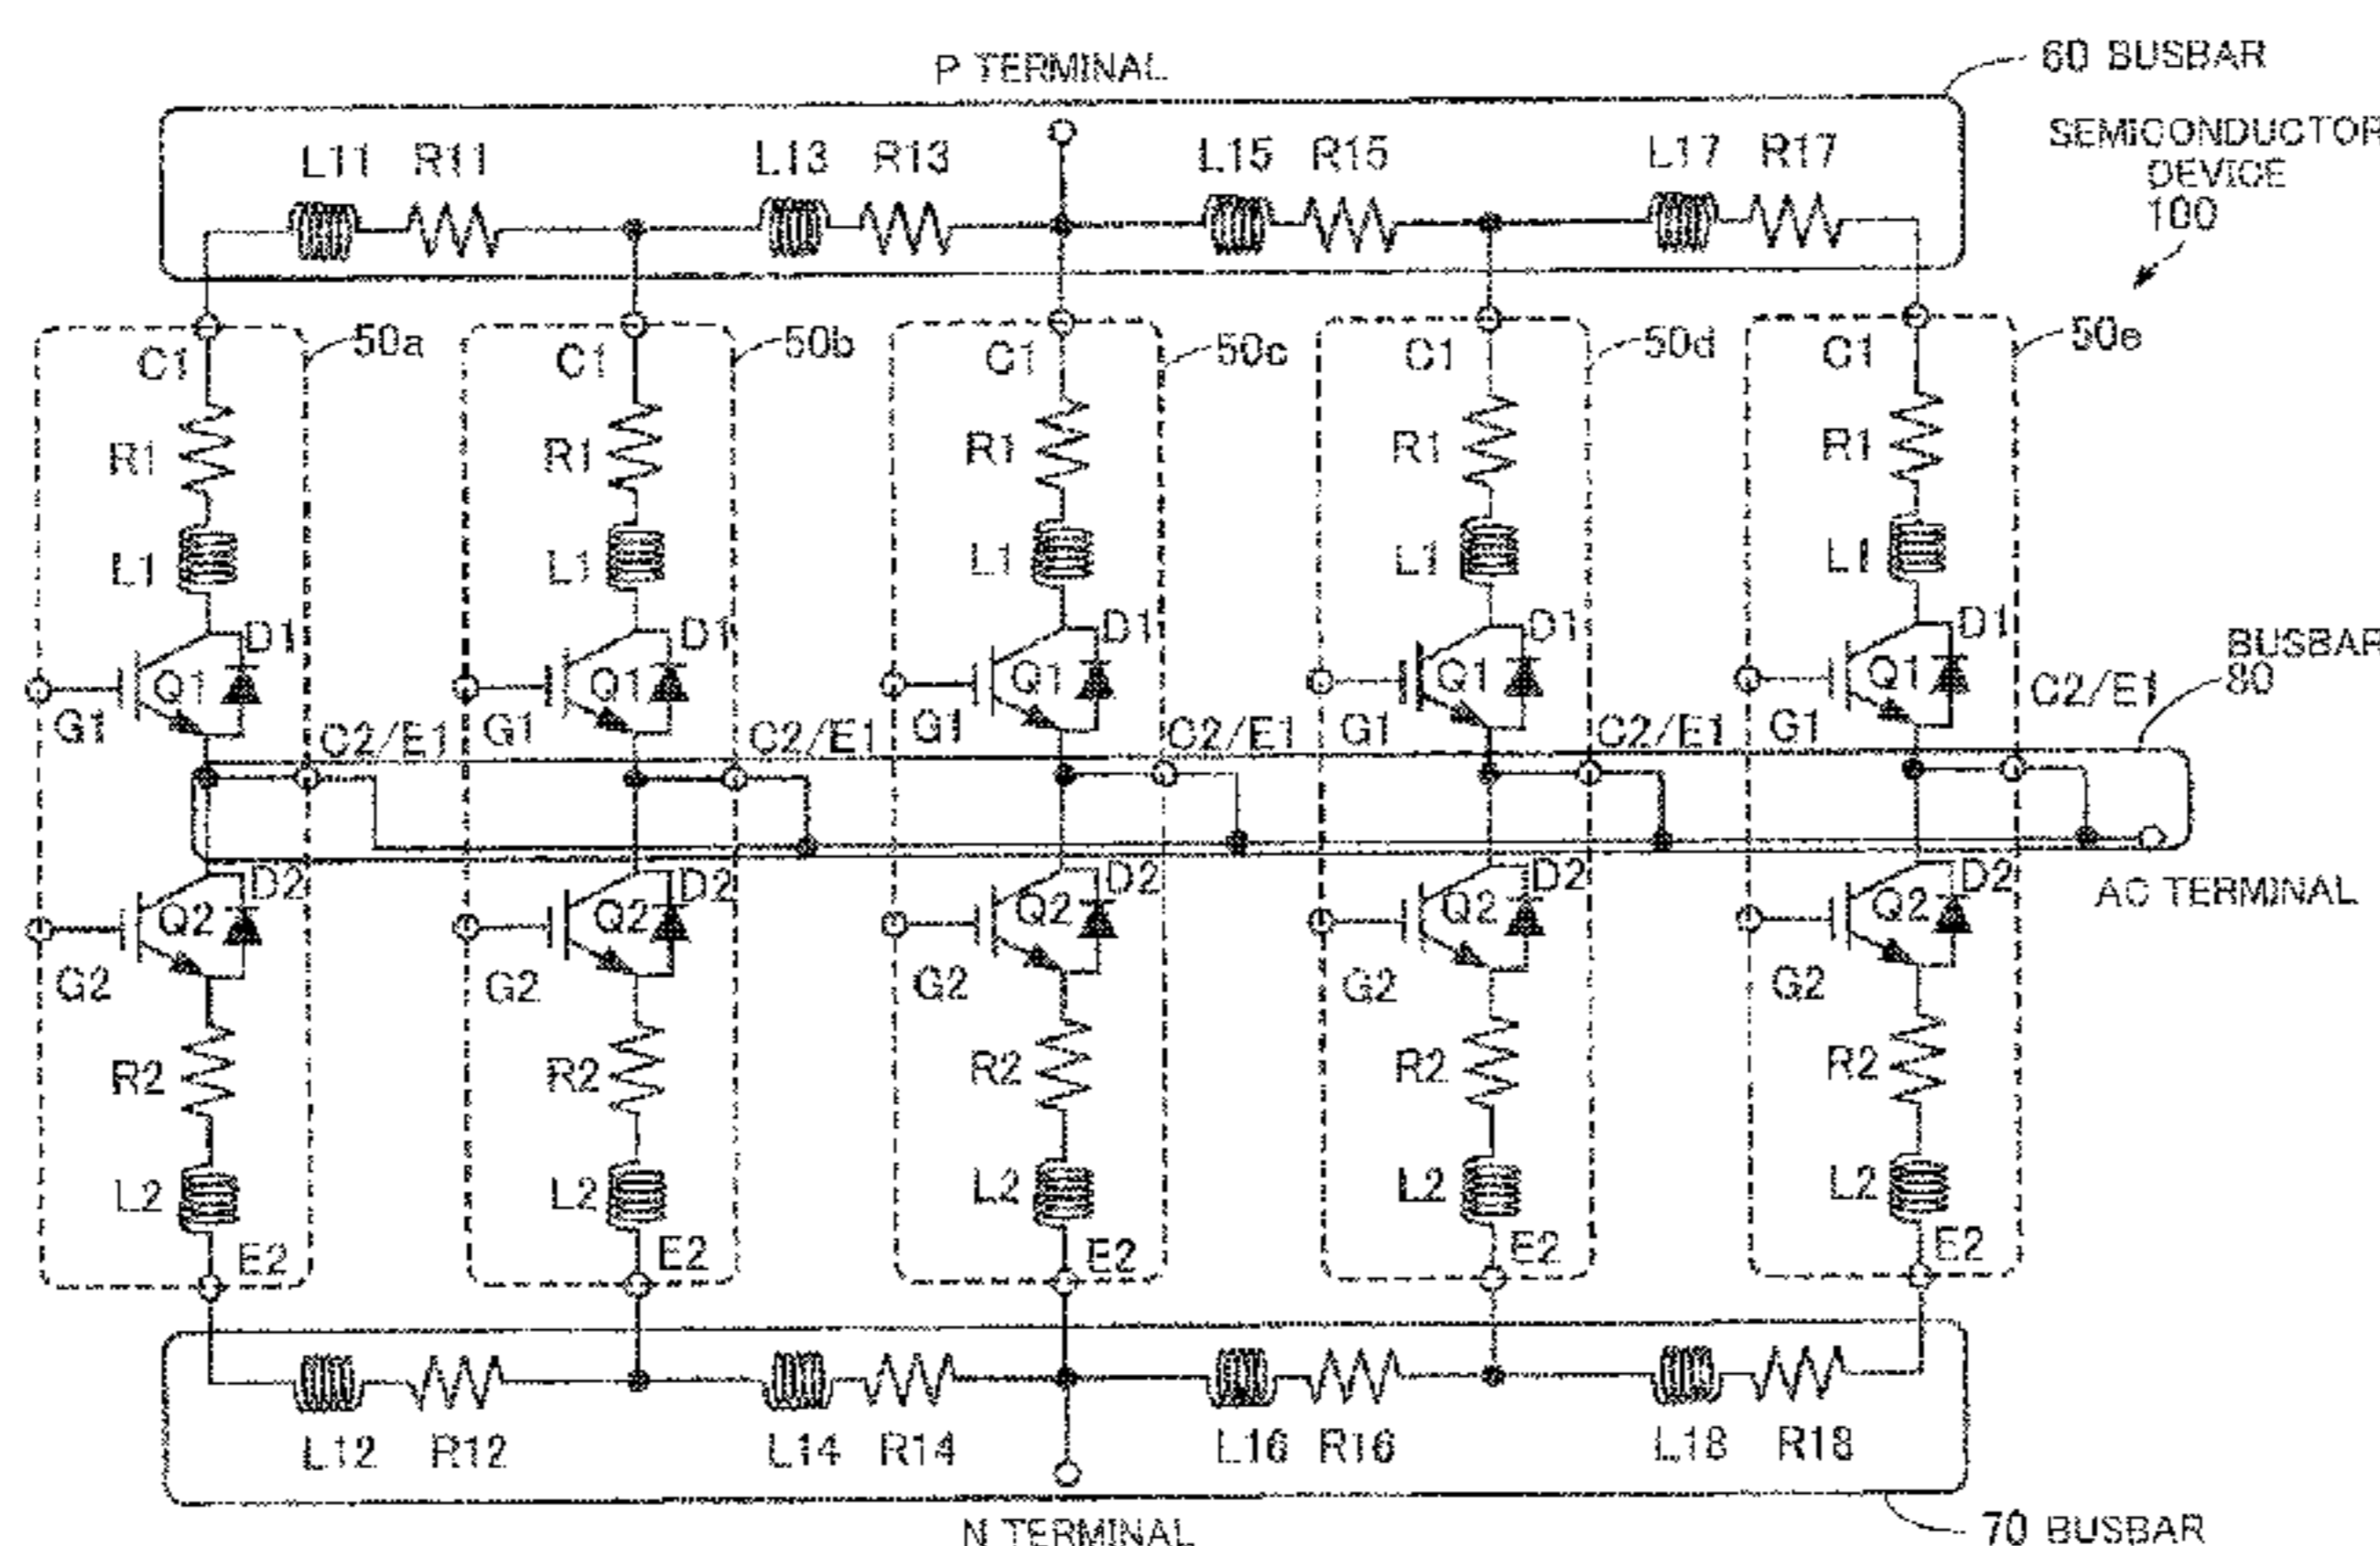 P TERMINAL
60 BUSBAR
SEMICONDUCTOR
DEVICE
100
L11 R11 L13 R13 L15 R15 L17 R17
50a 50b 50c 50d 50e
C1 C1 C1 C1 C1
R1 R1 R1 R1 R1
L1 L1 L1 L1 L1
D1 D1 D1 D1 D1
Q1 Q1 Q1 Q1 Q1
G1 G1 G1 G1 G1
BUSBAR
80
C2/E1 C2/E1 C2/E1 C2/E1 C2/E1
D2 D2 D2 D2 D2
Q2 Q2 Q2 Q2 Q2
AC TERMINAL
G2 G2 G2 G2 G2
R2 R2 R2 R2 R2
L2 L2 L2 L2 L2
E2 E2 E2 E2 E2
L12 R12 L14 R14 L16 R16 L18 R18
N TERMINAL
70 BUSBAR